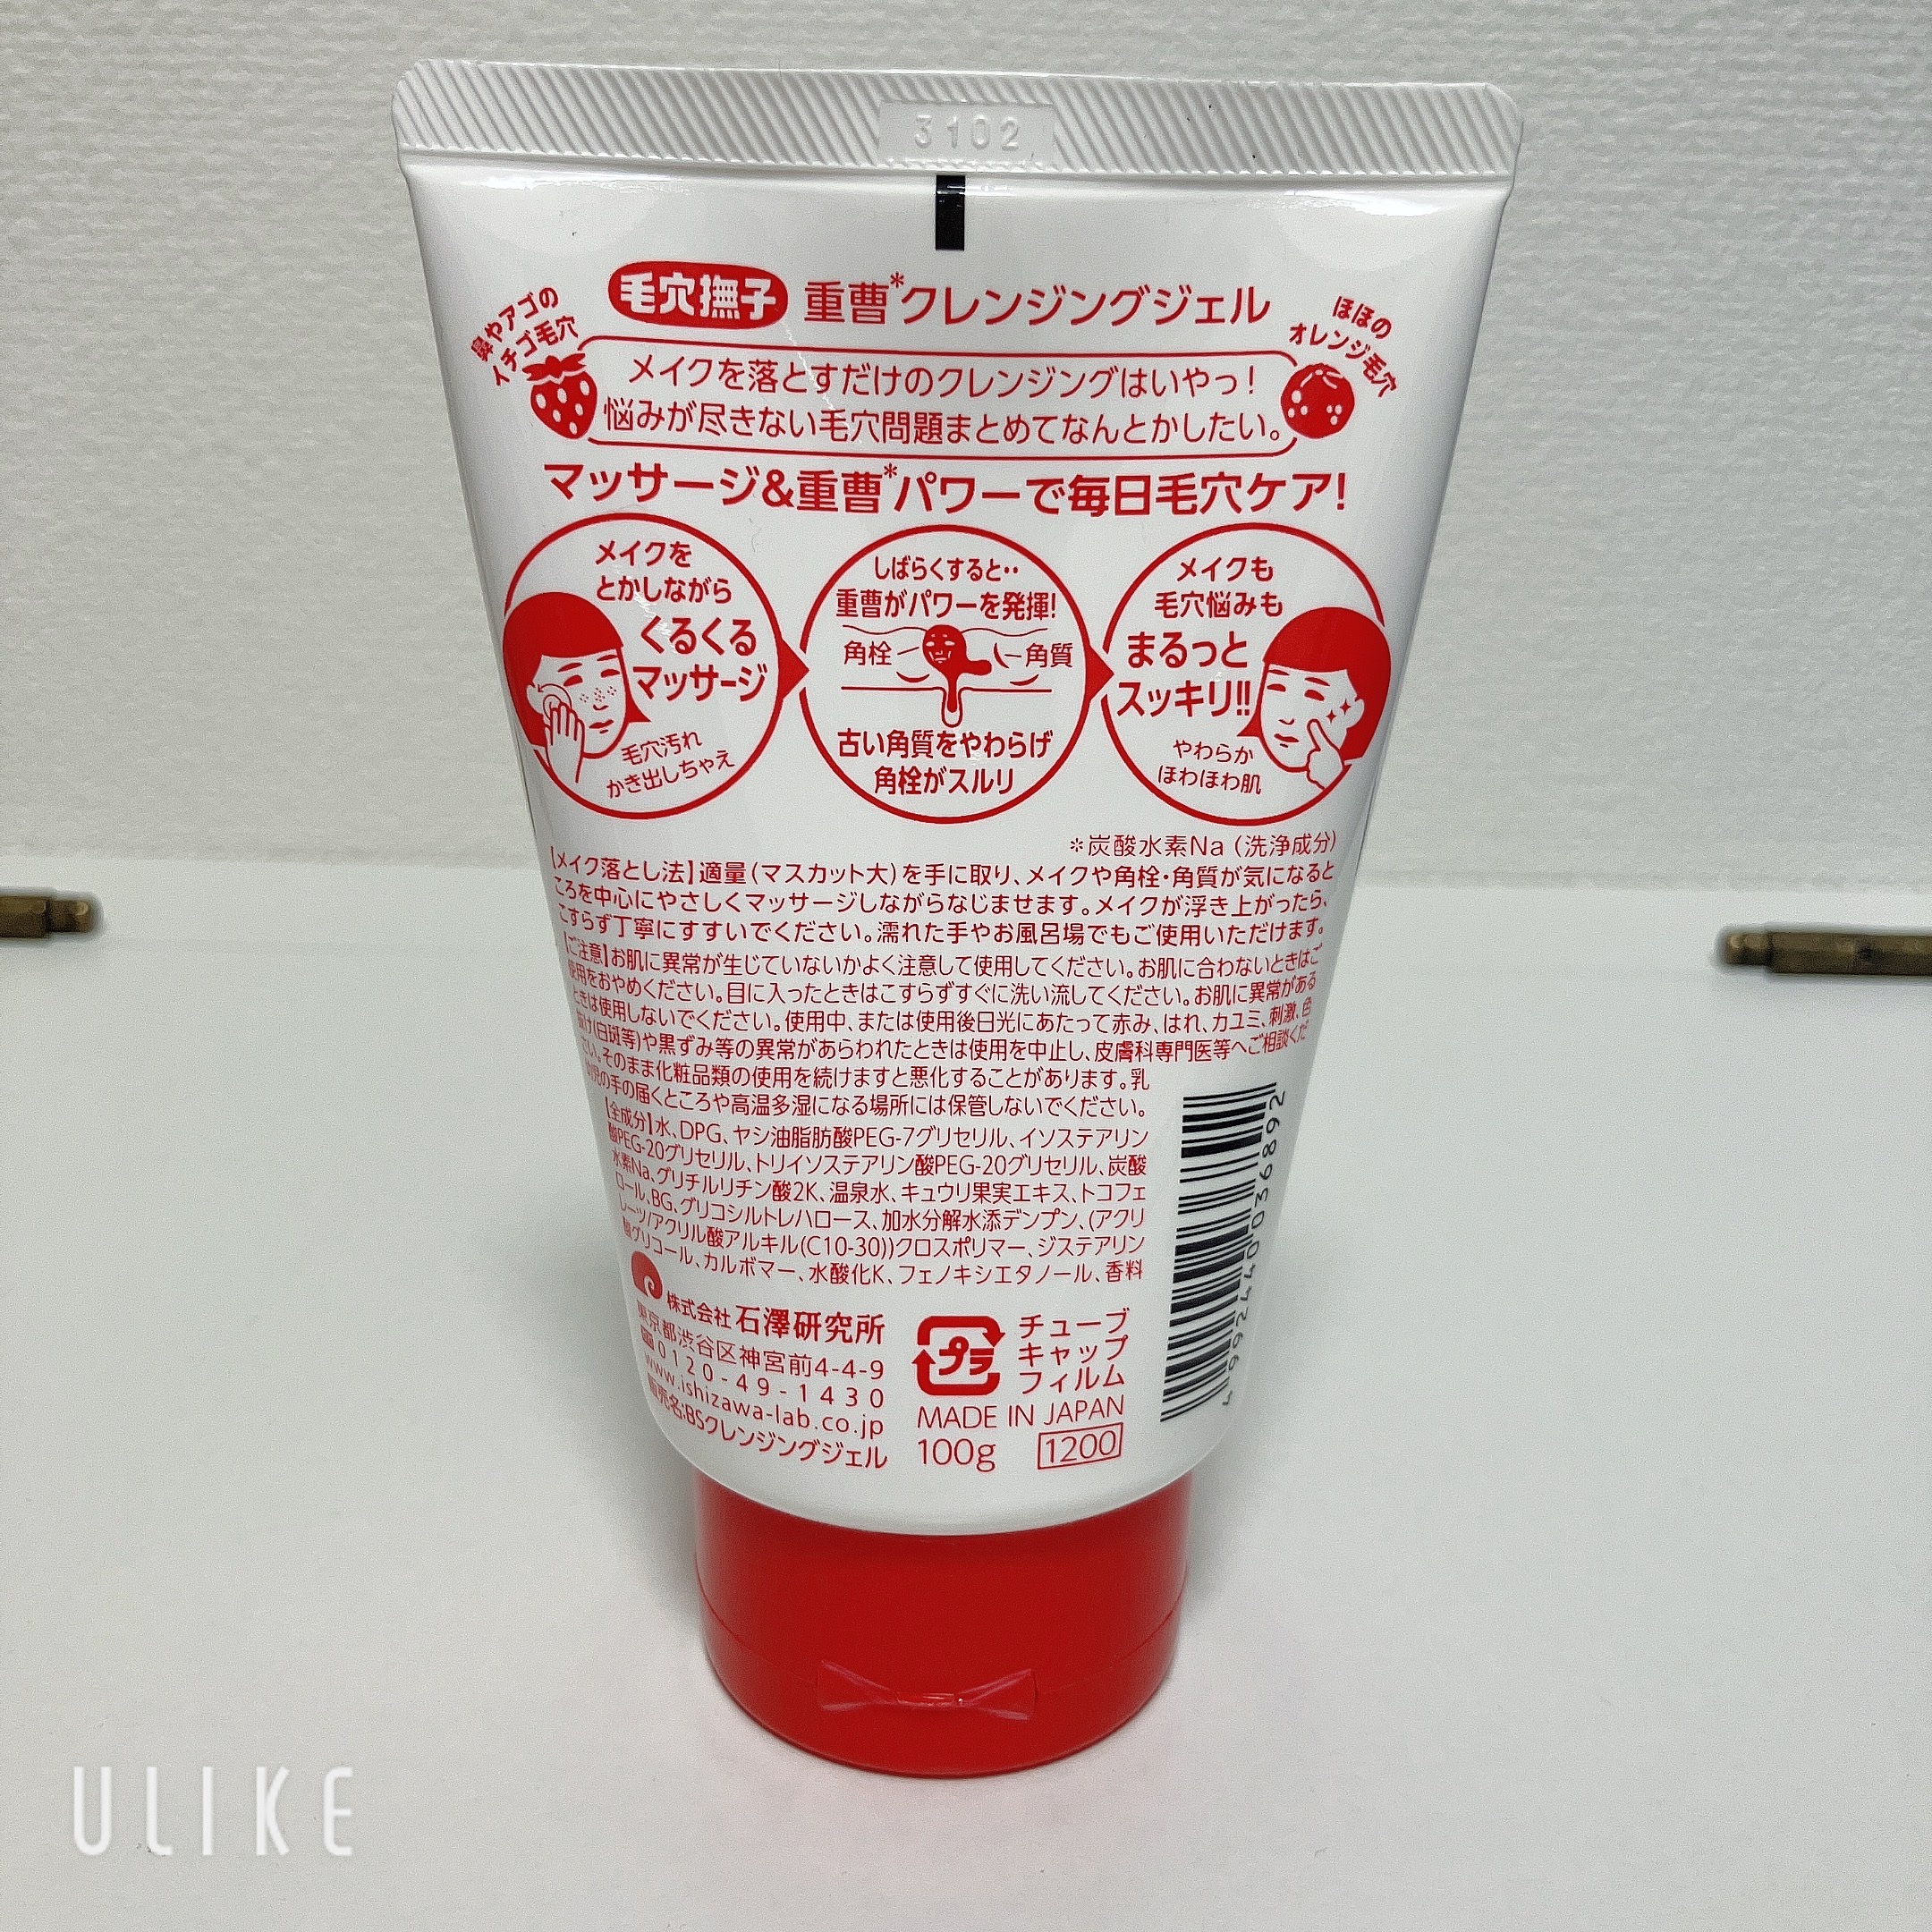 3102
毛穴撫子 重曹*クレンジングジェル
鼻やアゴの
イチゴ毛穴
ほほの
オレンジ毛穴
メイクを落とすだけのクレンジングはいやっ!
悩みが尽きない毛穴問題まとめてなんとかしたい。
マッサージ&重曹*パワーで毎日毛穴ケア!
メイクを
とかしながら
くるくる
マッサージ
毛穴汚れ
かき出しちゃえ
しばらくすると‥
重曹がパワーを発揮!
角栓
角質
古い角質をやわらげ
角栓がスルリ
メイクも
毛穴悩みも
まるっと
スッキリ!!
やわらか
ほわほわ肌
*炭酸水素Na(洗浄成分)
【メイク落とし法】適量(マスカット大)を手に取り、メイクや角栓・角質が気になると
ころを中心にやさしくマッサージしながらなじませます。メイクが浮き上がったら、
こすらず丁寧にすすいでください。濡れた手やお風呂場でもご使用いただけます。
【ご注意】お肌に異常が生じていないかよく注意して使用してください。お肌に合わないときはご
使用をおやめください。目に入ったときはこすらずすぐに洗い流してください。お肌に異常がある
ときは使用しないでください。使用中、または使用後日光にあたって赤み、はれ、カユミ、刺激、色
抜け(白斑等)や黒ずみ等の異常があらわれたときは使用を中止し、皮膚科専門医等へご相談くだ
さい。そのまま化粧品類の使用を続けますと悪化することがあります。乳
幼児の手の届くところや高温多湿になる場所には保管しないでください。
【全成分】水、DPG、ヤシ油脂肪酸PEG-7グリセリル、イソステアリン
酸PEG-20グリセリル、トリイソステアリン酸PEG-20グリセリル、炭酸
水素Na、グリチルリチン酸2K、温泉水、キュウリ果実エキス、トコフェ
ロール、BG、グリコシルトレハロース、加水分解水添デンプン、(アクリ
レーツ/アクリル酸アルキル(C10-30))クロスポリマー、ジステアリン
酸グリコール、カルボマー、水酸化K、フェノキシエタノール、香料
株式会社 石澤研究所
東京都渋谷区神宮前4-4-9
0120-49-1430
www.ishizawa-lab.co.jp
販売名:BSクレンジングジェル
プラ
チューブ
キャップ
フィルム
MADE IN JAPAN
100g 1200
4992440036892
ULIKE